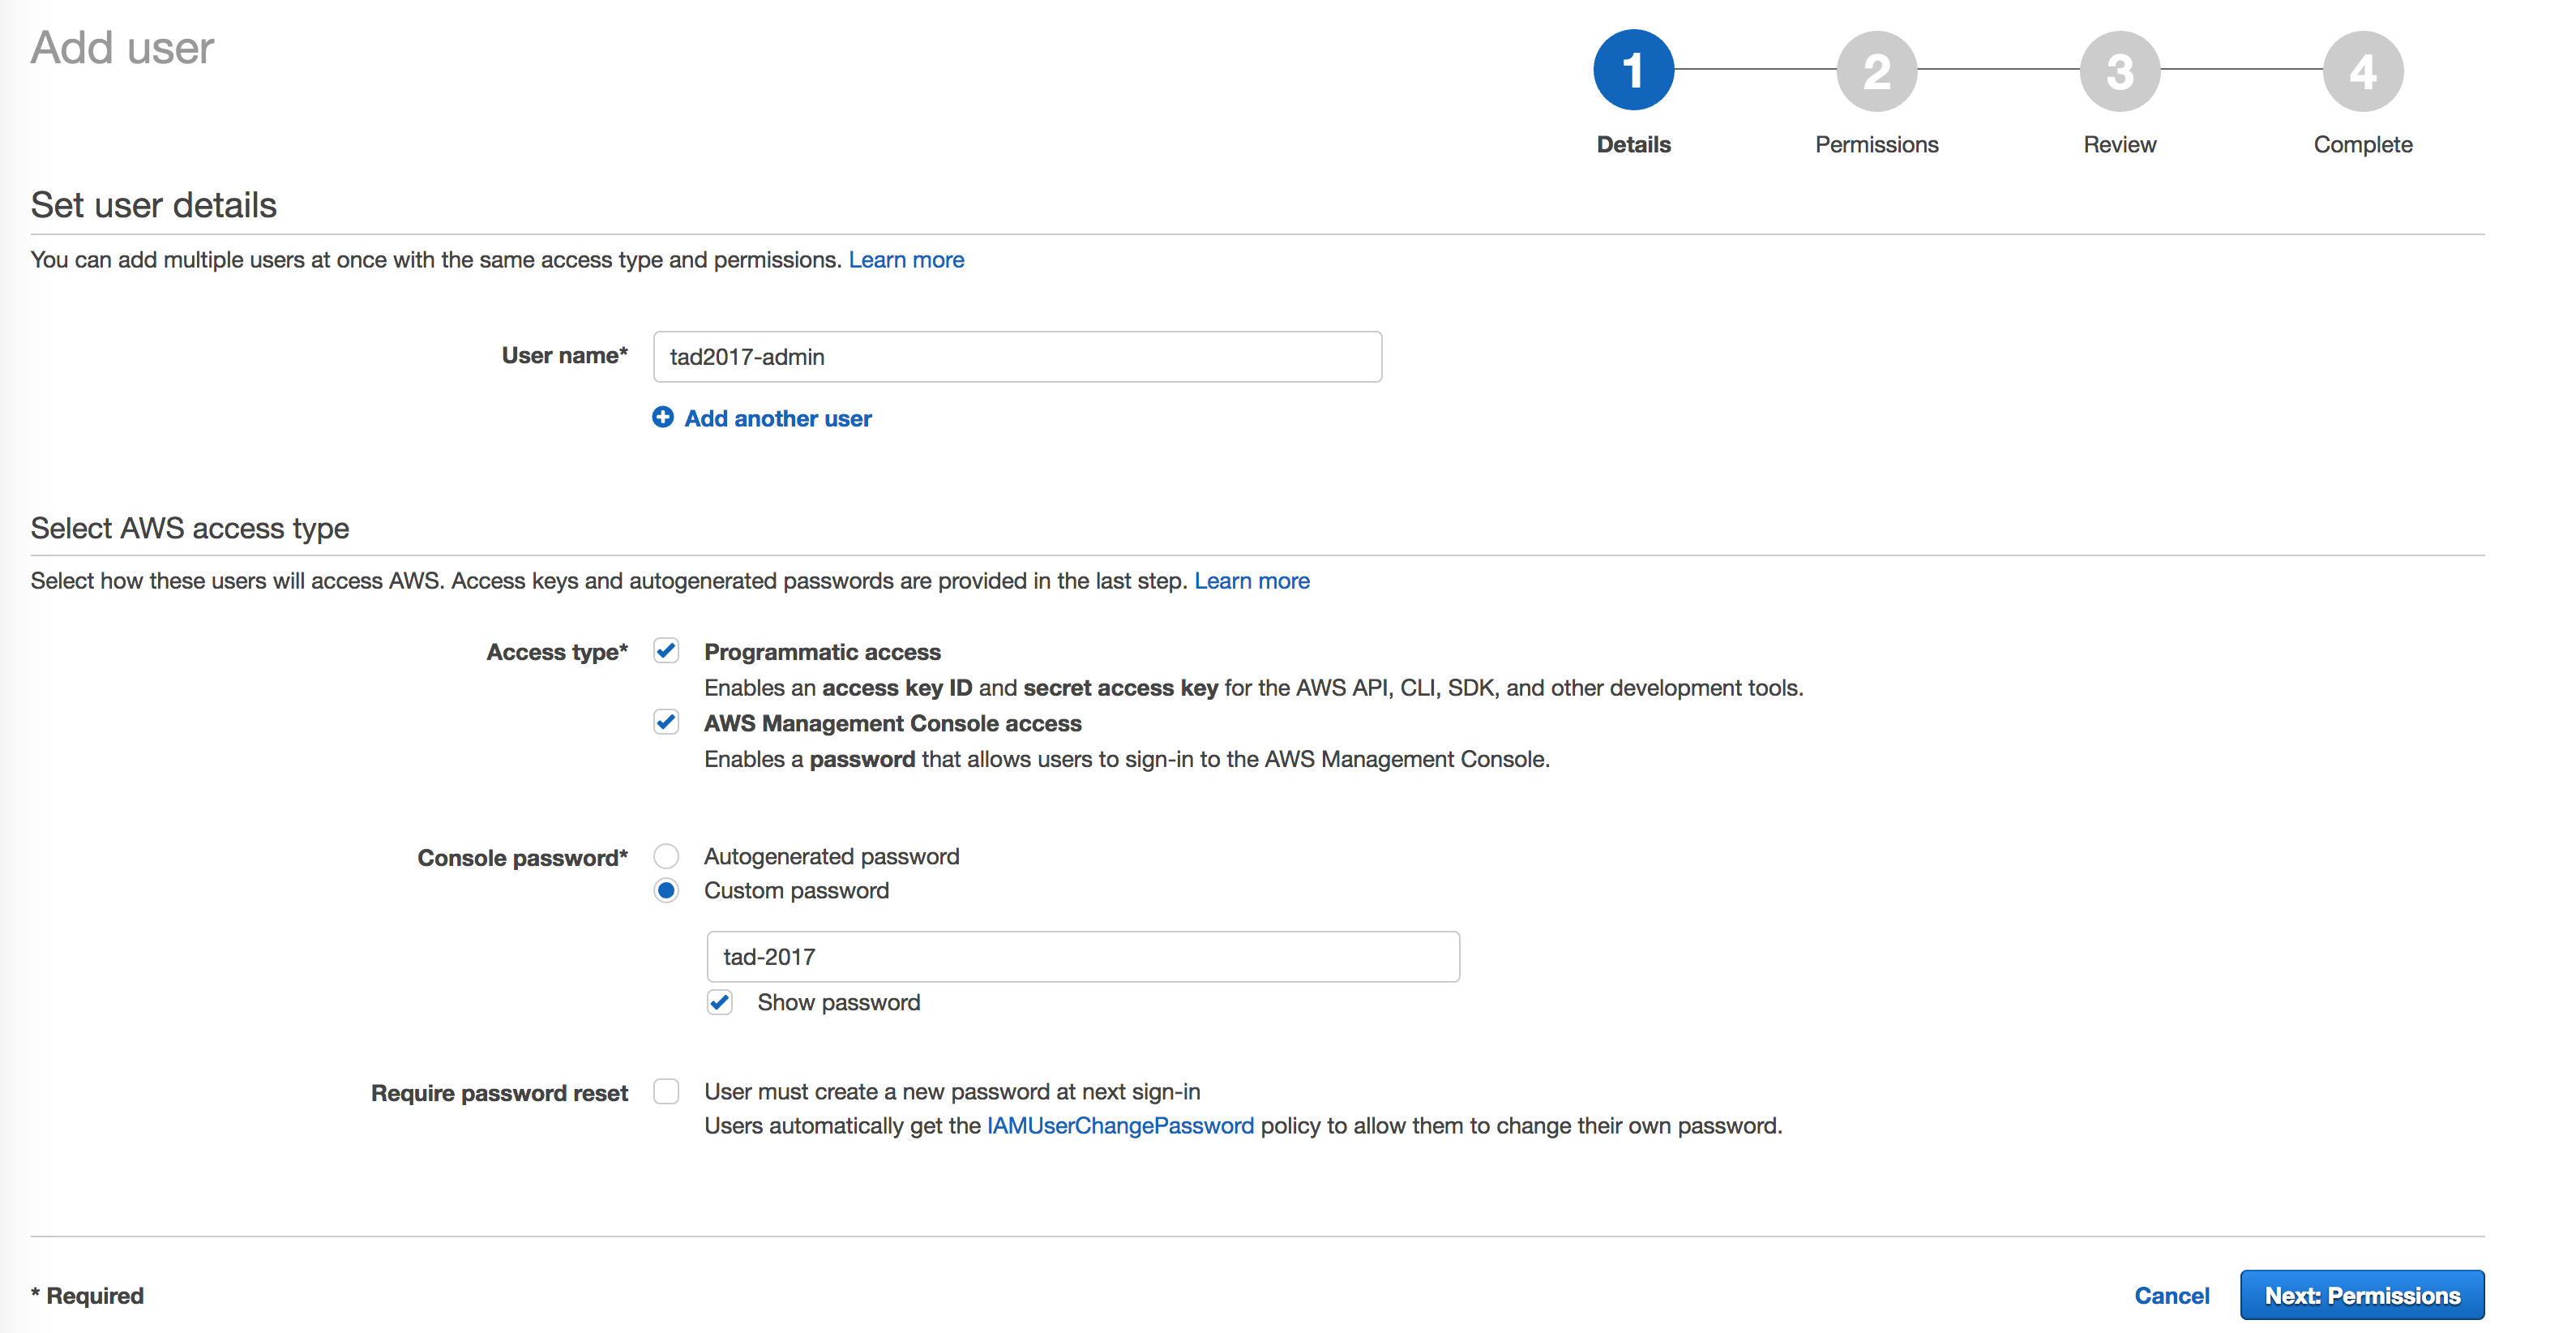 Add user
1 2 3 4
Details Permissions Review Complete
Set user details
You can add multiple users at once with the same access type and permissions. Learn more
User name* tad2017-admin
Add another user
Select AWS access type
Select how these users will access AWS. Access keys and autogenerated passwords are provided in the last step. Learn more
Access type* Programmatic access
Enables an access key ID and secret access key for the AWS API, CLI, SDK, and other development tools.
AWS Management Console access
Enables a password that allows users to sign-in to the AWS Management Console.
Console password* Autogenerated password
Custom password
tad-2017
Show password
Require password reset User must create a new password at next sign-in
Users automatically get the IAMUserChangePassword policy to allow them to change their own password.
* Required Cancel Next: Permissions